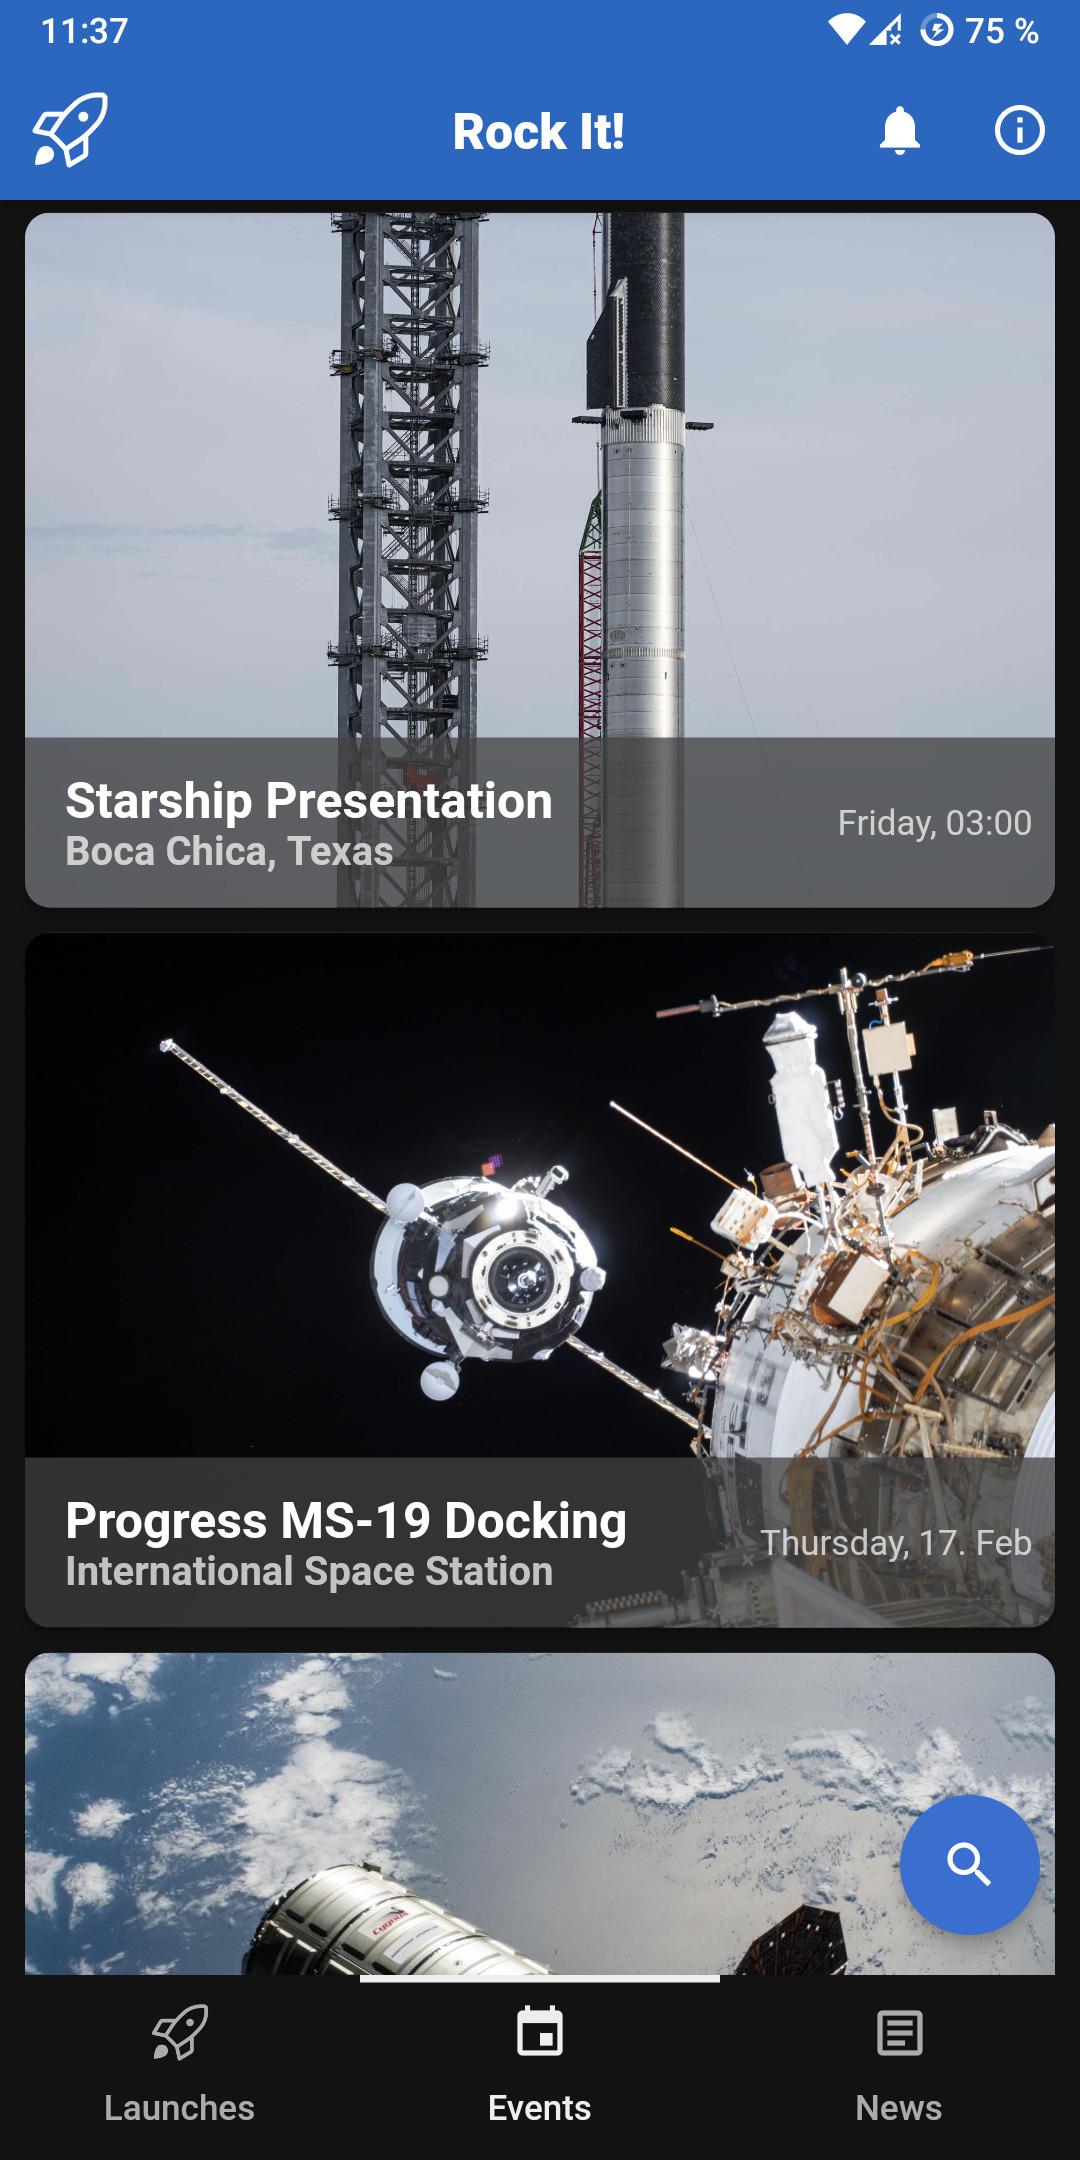 11:37
75 %
Rock It!
Starship Presentation
Boca Chica, Texas
Friday, 03:00
Progress MS-19 Docking
International Space Station
Thursday, 17. Feb
Cygnus
Launches
Events
News